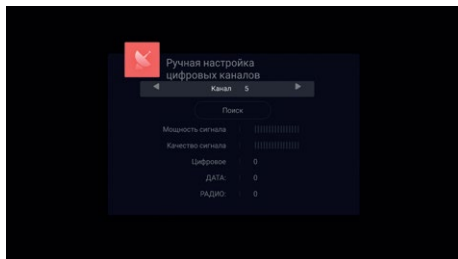 Ручная настройка
цифровых каналов
Канал 5
Поиск
Мощность сигнала :
Качество сигнала :
Цифровое : 0
ДАТА: : 0
РАДИО: : 0